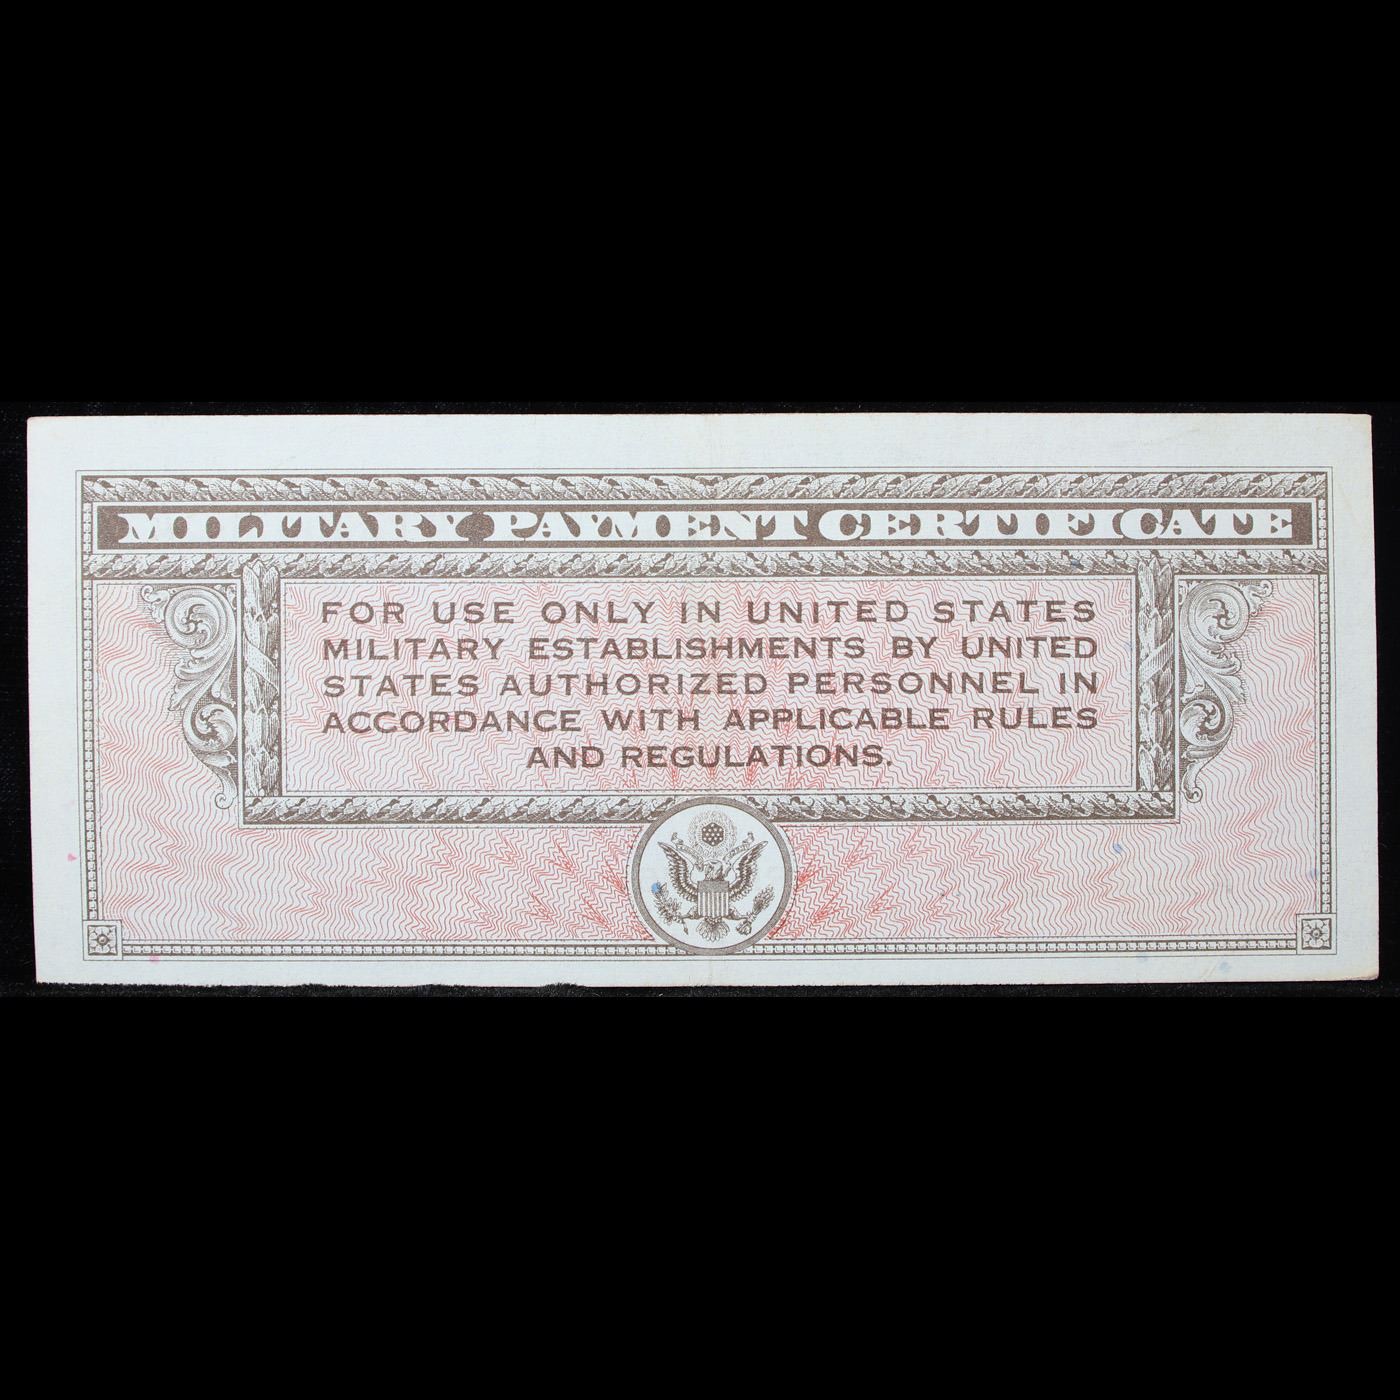 MILITARY PAYMENT CERTIFICATE
FOR USE ONLY IN UNITED STATES
MILITARY ESTABLISHMENTS BY UNITED
STATES AUTHORIZED PERSONNEL IN
ACCORDANCE WITH APPLICABLE RULES
AND REGULATIONS.